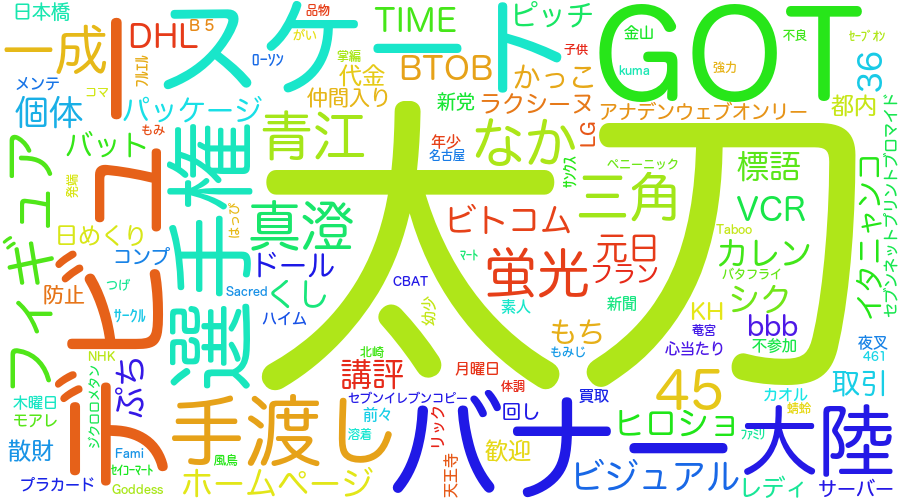 日本橋
B5
品物
ピッチ
DHL
スケート
TIME
GOT
金山
不良
ｾｰﾌﾞｵﾝ
一成
ﾛｰｿﾝ
がい
掌編
BTOB
かっこ
子供
kuma
強力
36
メンテ
コマ
ﾌﾙｴﾙ
代金
仲間入り
新党
ラクシーヌ
アナデンウェブオンリー
都内
個体
パッケージ
もみ
バット
選手権
青江
年少
名古屋
なか
LG
ｻﾝｸｽ
ペニーニック
標語
セブンネットプリントブロマイド
フィギュア
発端
デビュー
はっぴ
太刀
三角
VCR
イタニャンコ
日めくり
真澄
ビトコム
Taboo
コンプ
ドール
ﾏｰﾄ
蛍光
元日
フラン
カレン
バタフライ
防止
つげ
Sacred
くし
CBAT
幼少
素人
新聞
シク
ｻｰｸﾙ
ハイム
KH
菴宮
bbb
もち
もみじ
心当たり
不参加
夜叉
461
NHK
北崎
講評
月曜日
体調
45
ぷち
ジクロロメタン
木曜日
モアレ
セブンイレブンコピー
前々
溶着
リック
回し
買取
カオル
蜻蛉
取引
散財
手渡し
バナー
ヒロショ
大陸
Fami
ｾｲｺｰﾏｰﾄ
風鳥
天王寺
歓迎
ﾌｧﾐﾘ
プラカード
Goddess
ホームページ
ビジュアル
レディ
サーバー